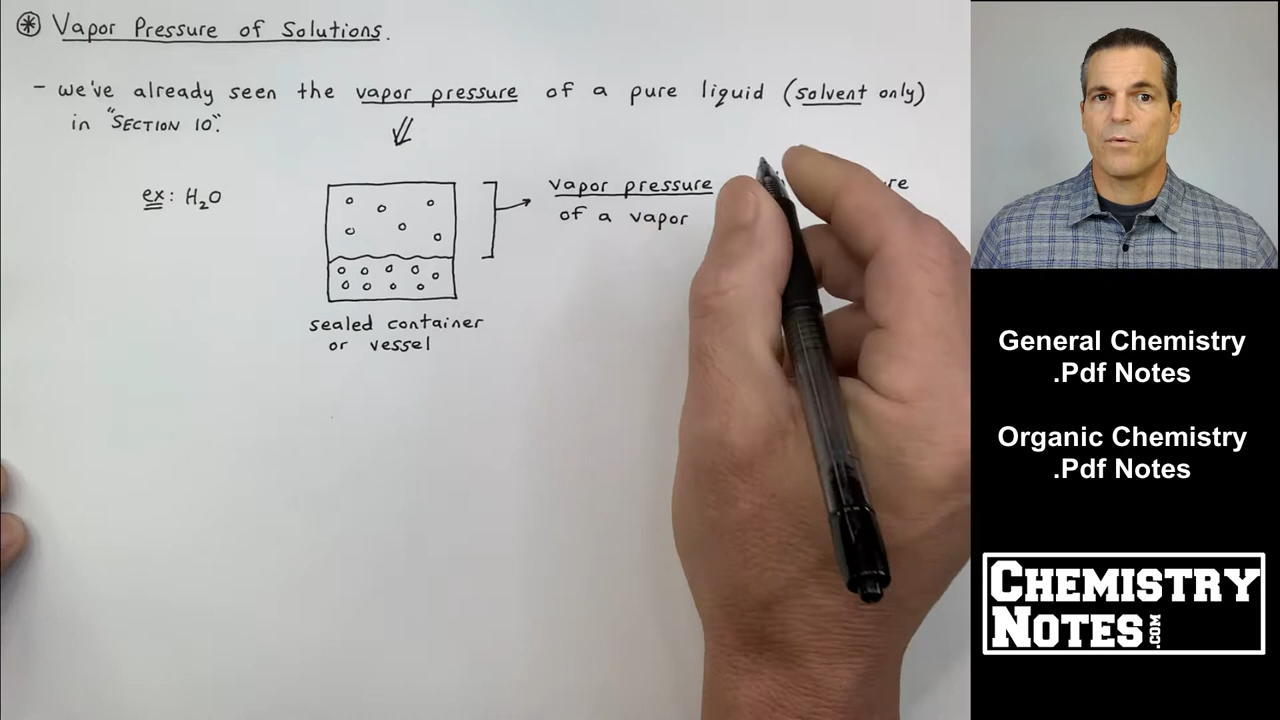 ⊛ Vapor Pressure of Solutions.
- we've already seen the vapor pressure of a pure liquid (solvent only)
in "SECTION 10".
ex: H₂O
vapor pressure
of a vapor
sealed container
or vessel
General Chemistry
.Pdf Notes
Organic Chemistry
.Pdf Notes
CHEMISTRY
NOTES.COM